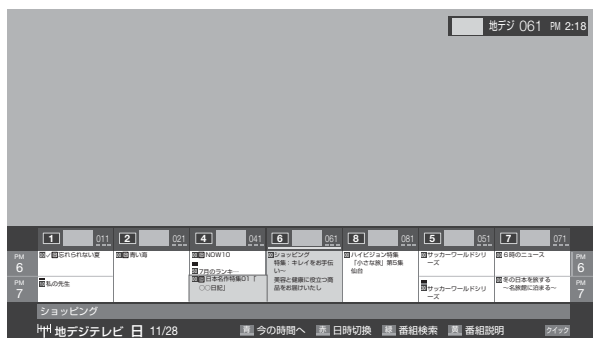 地デジ 061 PM 2:18
1 011 2 021 4 041 6 061 8 081 5 051 7 071
PM 6
PM 7
忘れられない夏
私の先生
青い海
NOW10
7月のランキ…
日本名作特集01「
○○日記」
ショッピング
特集:キレイをお手伝
い〜
美容と健康に役立つ商
品をお届けいたし
ハイビジョン特集
「小さな旅」第5集
仙台
サッカーワールドシリ
ーズ
サッカーワールドシリ
ーズ
6時のニュース
冬の日本を旅する
〜名旅館に泊まる〜
PM 6
PM 7
ショッピング
地デジテレビ 日 11/28 青 今の時間へ 赤 日時切換 緑 番組検索 黄 番組説明 クイック